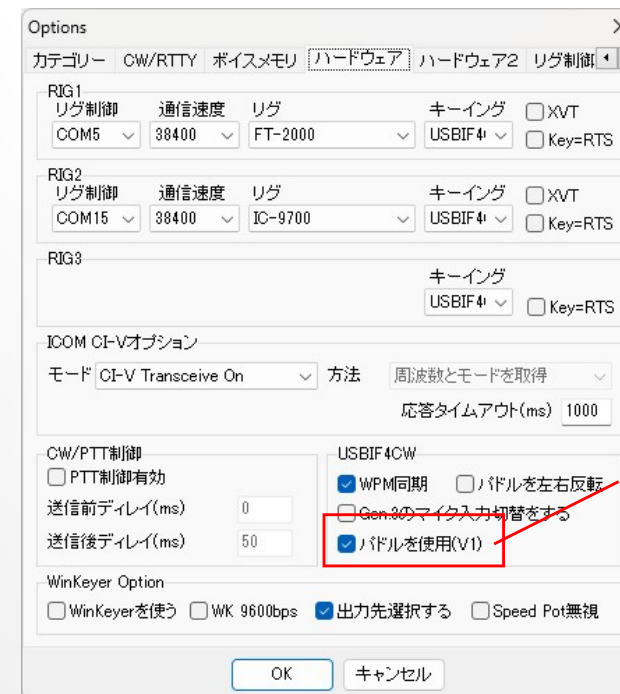 Options
カテゴリー CW/RTTY ボイスメモリ ハードウェア ハードウェア2 リグ制御
RIG1
リグ制御 通信速度 リグ キーイング XVT
COM5 38400 FT-2000 USBIF4 Key=RTS
RIG2
リグ制御 通信速度 リグ キーイング XVT
COM15 38400 IC-9700 USBIF4 Key=RTS
RIG3
キーイング
USBIF4 Key=RTS
ICOM CI-Vオプション
モード CI-V Transceive On 方法 周波数とモードを取得
応答タイムアウト(ms) 1000
CW/PTT制御 USBIF4CW
PTT制御有効 WPM同期 パドルを左右反転
送信前ディレイ(ms) 0 Gen.3のマイク入力切替をする
送信後ディレイ(ms) 50 パドルを使用(V1)
WinKeyer Option
WinKeyerを使う WK 9600bps 出力先選択する Speed Pot無視
OK キャンセル